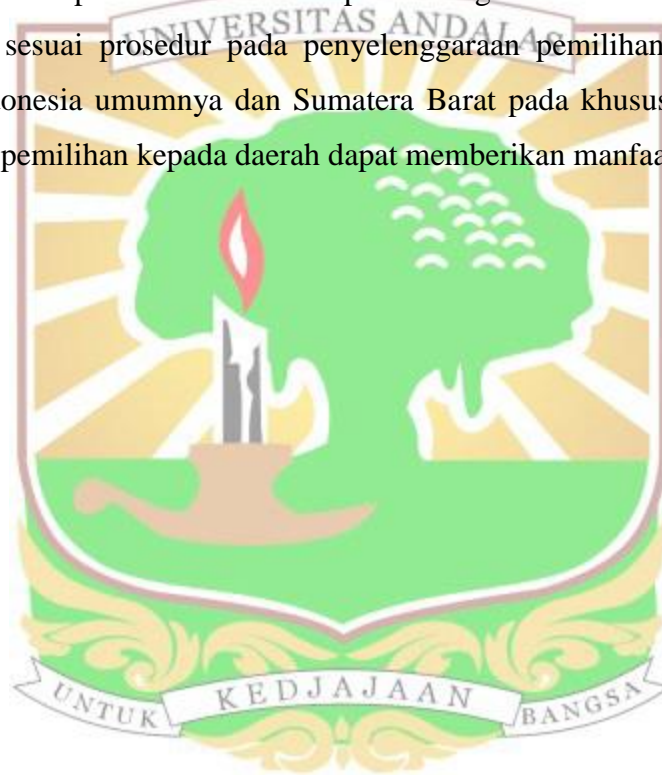 UNIVERSITAS ANDALAS
sesuai prosedur pada penyelenggaraan pemilihan
onesia umumnya dan Sumatera Barat pada khusus
pemilihan kepada daerah dapat memberikan manfaa
UNTUK KEDJAJAAN BANGSA